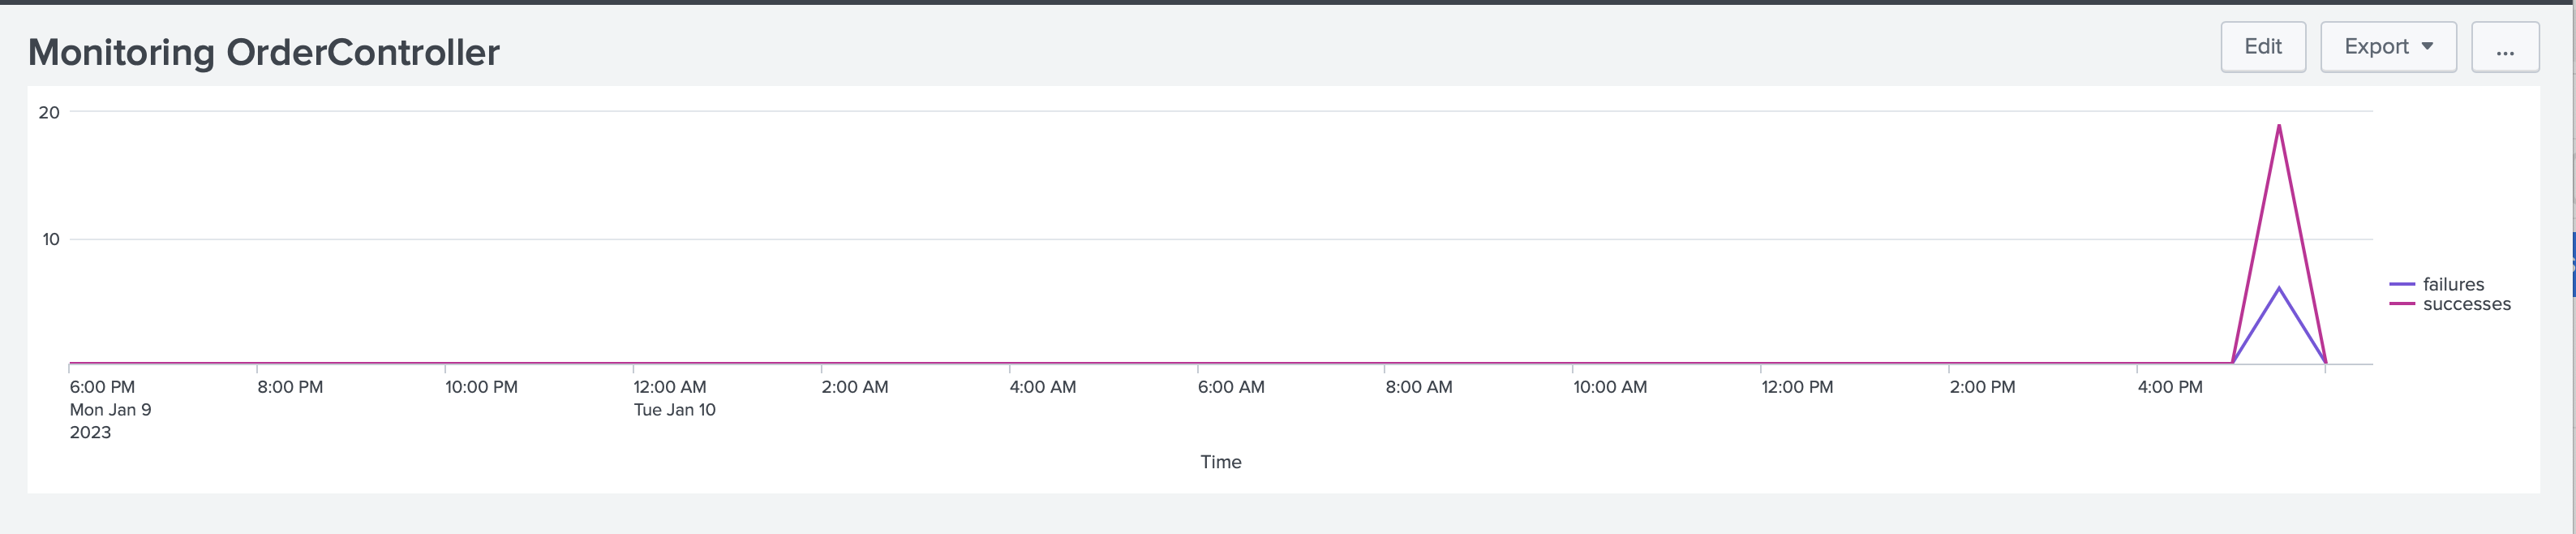 Monitoring OrderController
Edit
Export
...
20
10
failures
successes
6:00 PM
Mon Jan 9
2023
8:00 PM
10:00 PM
12:00 AM
Tue Jan 10
2:00 AM
4:00 AM
6:00 AM
8:00 AM
10:00 AM
12:00 PM
2:00 PM
4:00 PM
Time